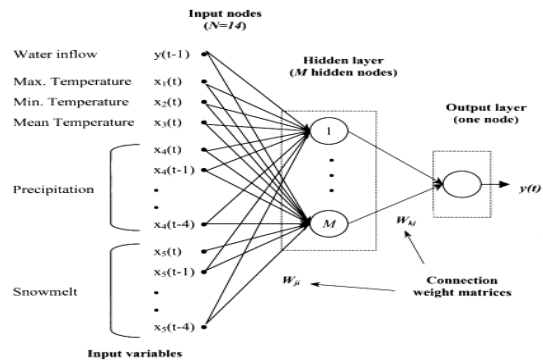 Input nodes
(N=14)
Water inflow y(t-1)
Max. Temperature x1(t)
Min. Temperature x2(t)
Mean Temperature x3(t)
x4(t)
x4(t-1)
Precipitation
x4(t-4)
x5(t)
x5(t-1)
Snowmelt
x5(t-4)
Input variables
Hidden layer
(M hidden nodes)
1
M
Wji
Output layer
(one node)
y(t)
Wkj
Connection
weight matrices